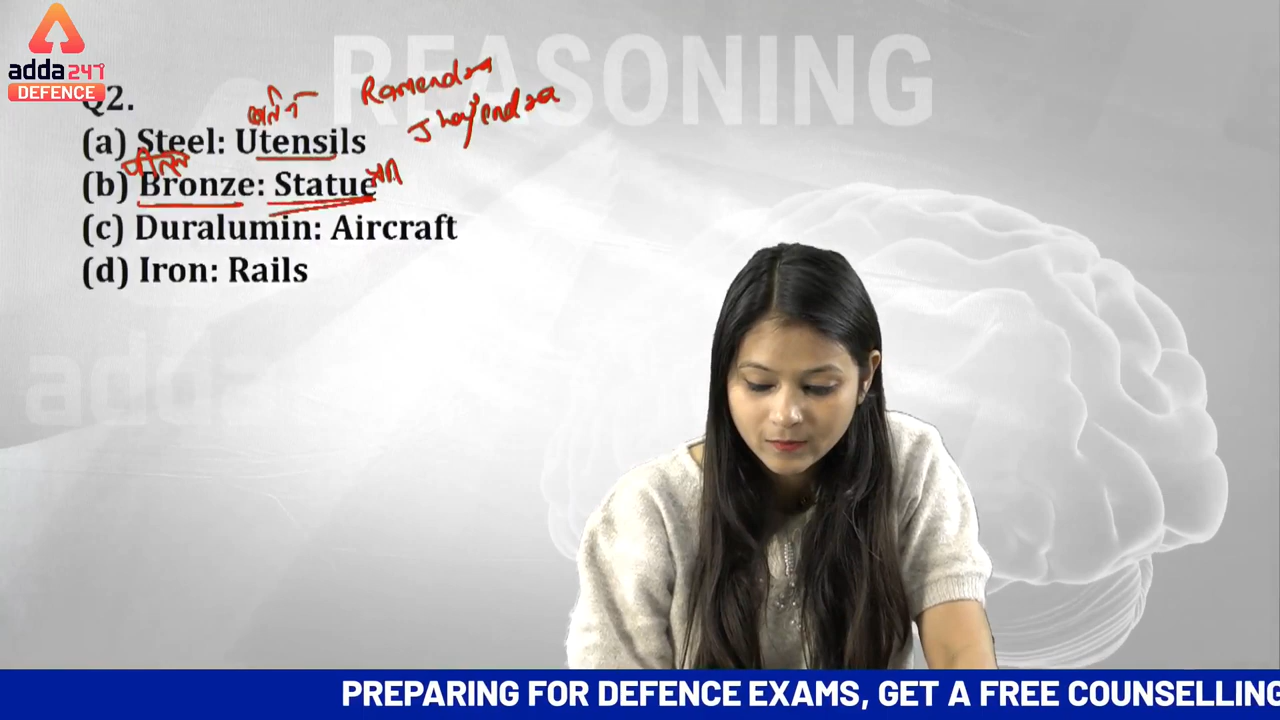 REASONING
adda247
DEFENCE
Q2.
Ramendra
Jhayendra
(a) Steel: Utensils
(b) Bronze: Statue
(c) Duralumin: Aircraft
(d) Iron: Rails
adda
PREPARING FOR DEFENCE EXAMS, GET A FREE COUNSELLING